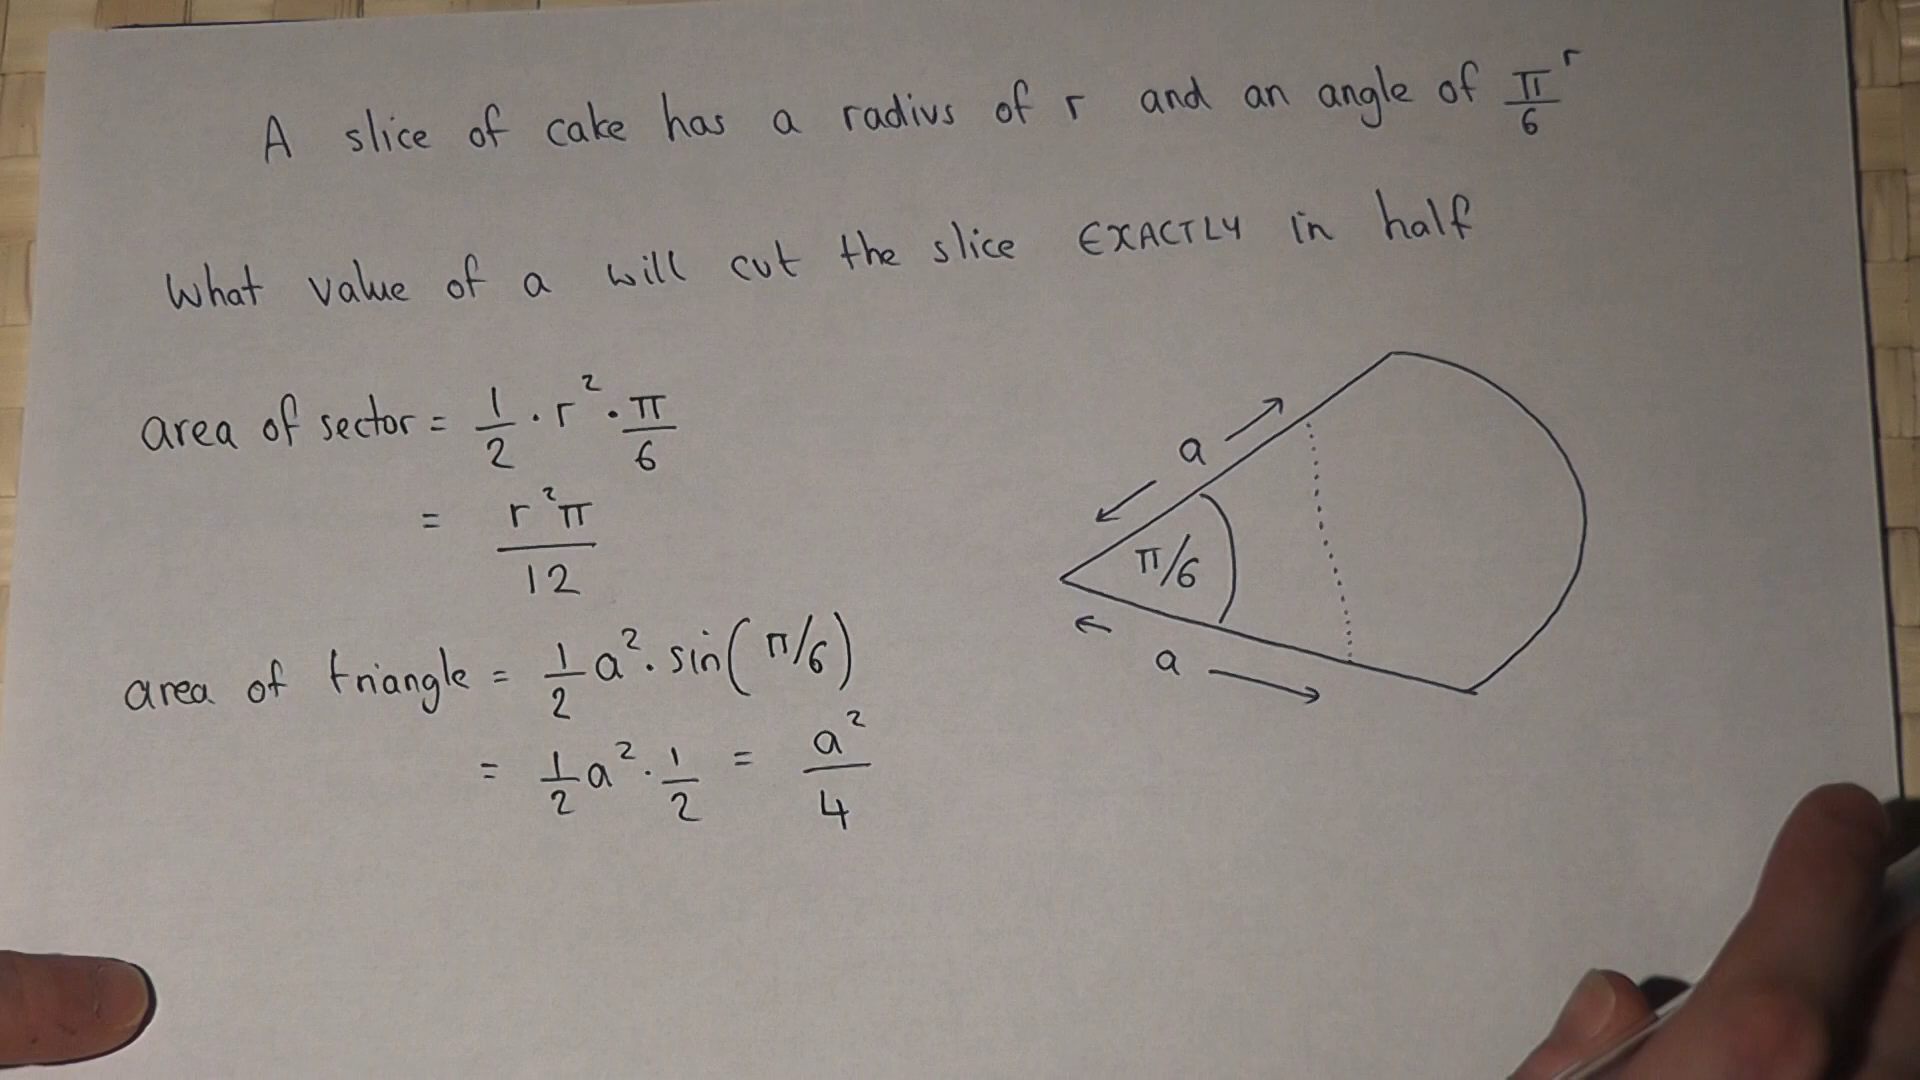 A slice of cake has a radius of r and an angle of π/6 ʳ
What value of a will cut the slice EXACTLY in half
area of sector = 1/2 · r² · π/6
= r²π/12
area of triangle = 1/2 a² · sin(π/6)
= 1/2 a² · 1/2 = a²/4
a
π/6
a